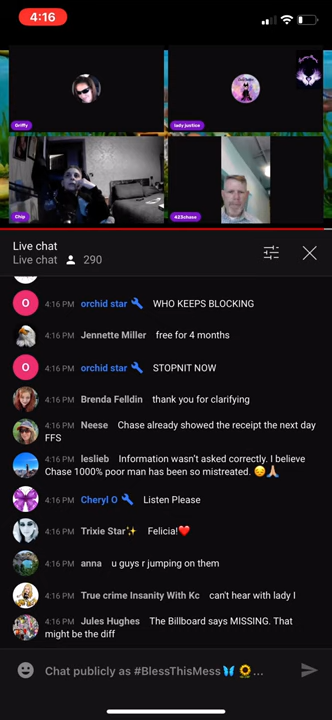 4:16
Griffy
lady justice
Chip
423chase
Live chat
Live chat 290
O 4:16 PM orchid star WHO KEEPS BLOCKING
4:16 PM Jennette Miller free for 4 months
O 4:16 PM orchid star STOPNIT NOW
4:16 PM Brenda Felldin thank you for clarifying
4:16 PM Neese Chase already showed the receipt the next day
FFS
4:16 PM leslieb Information wasn't asked correctly. I believe
Chase 1000% poor man has been so mistreated. 😞🙏🏼
4:16 PM Cheryl O Listen Please
4:16 PM Trixie Star✨ Felicia!❤️
4:16 PM anna u guys r jumping on them
4:16 PM True crime Insanity With Kc can't hear with lady I
4:16 PM Jules Hughes The Billboard says MISSING. That
might be the diff
Chat publicly as #BlessThisMess🦋🌻...